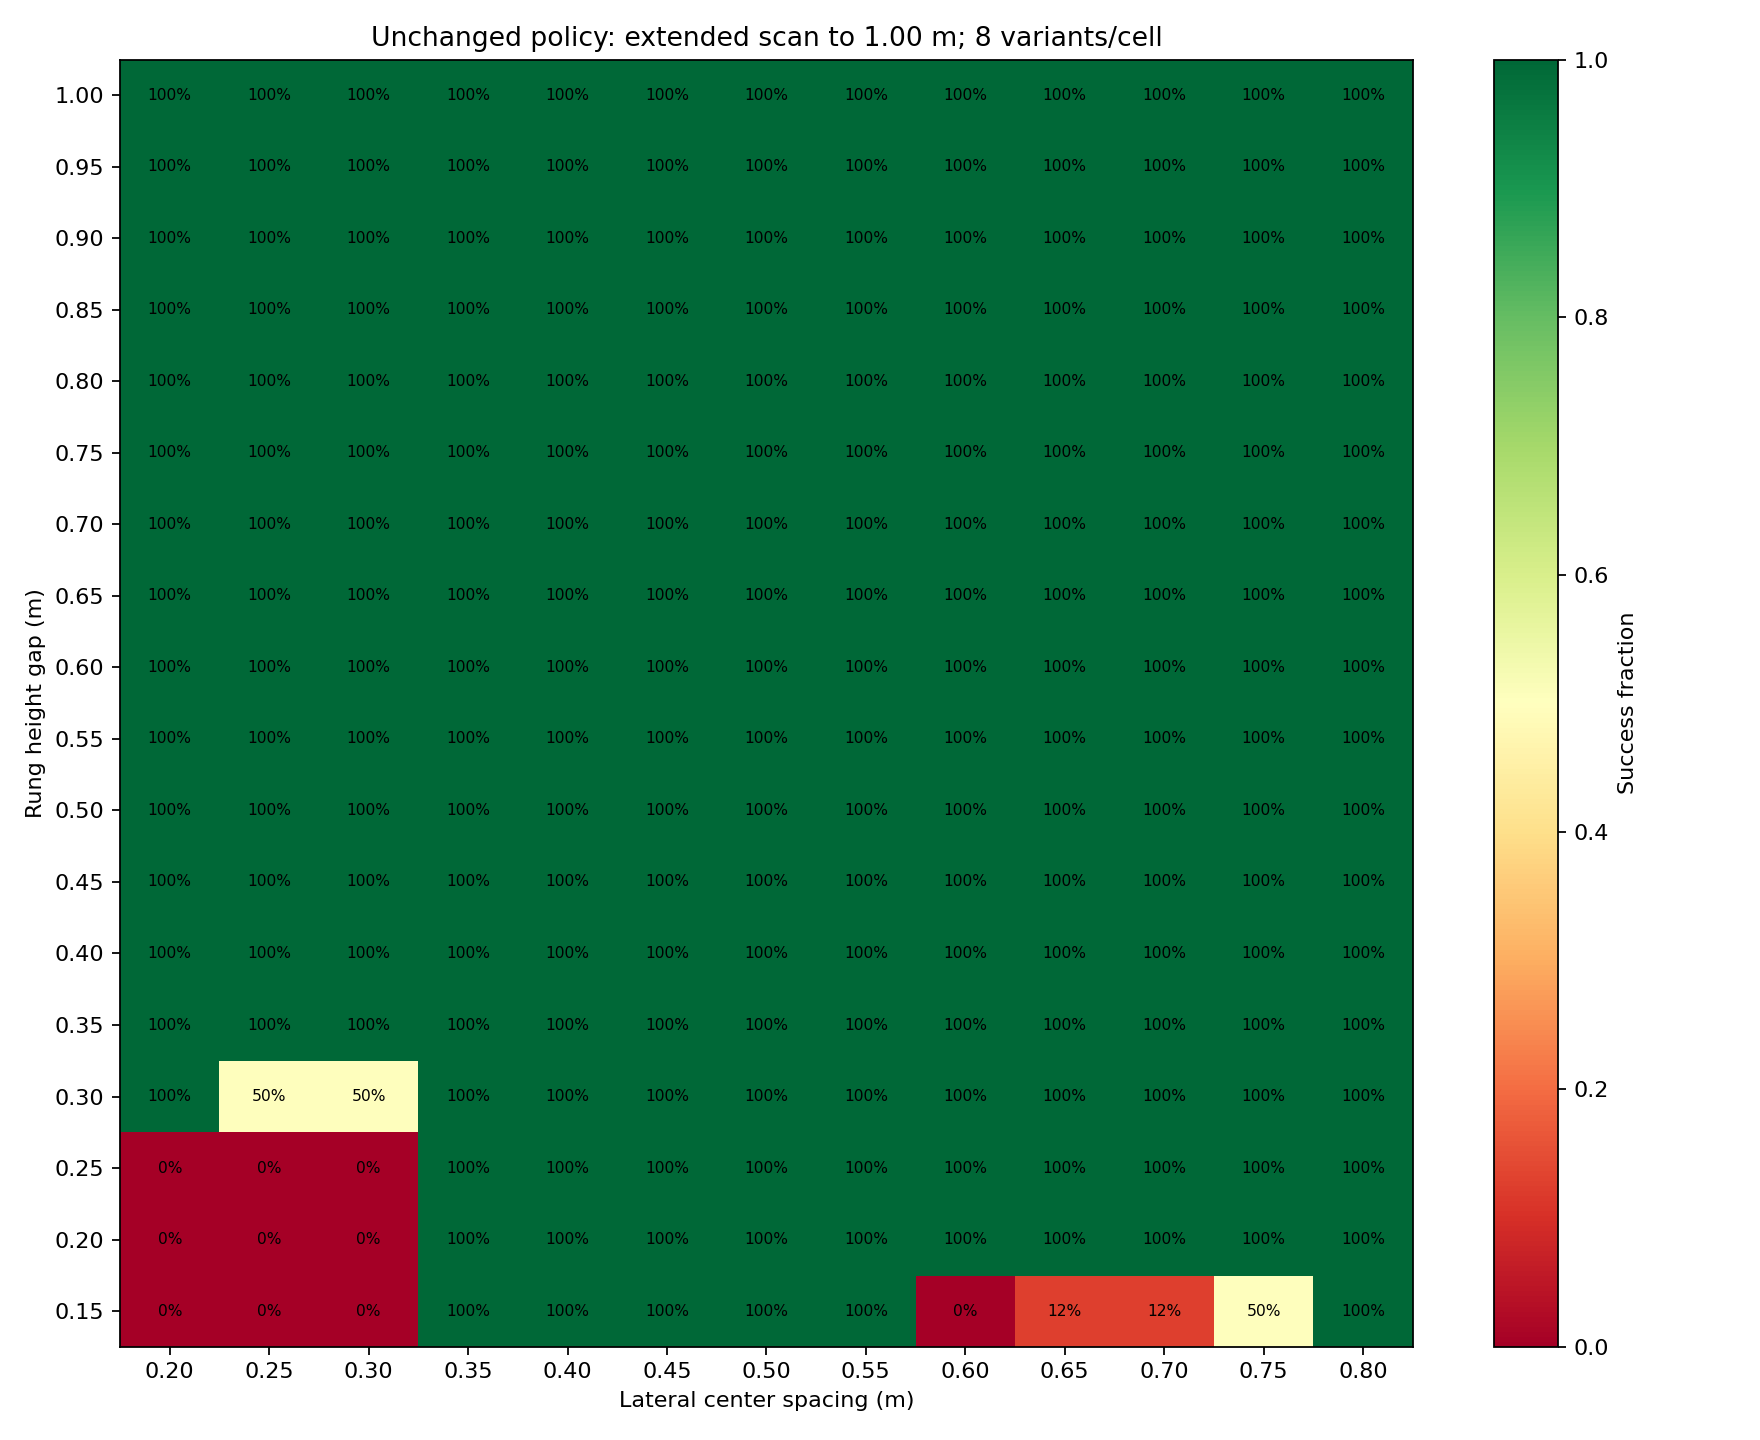 Unchanged policy: extended scan to 1.00 m; 8 variants/cell
1.00 100% 100% 100% 100% 100% 100% 100% 100% 100% 100% 100% 100% 100%
0.95 100% 100% 100% 100% 100% 100% 100% 100% 100% 100% 100% 100% 100%
0.90 100% 100% 100% 100% 100% 100% 100% 100% 100% 100% 100% 100% 100%
0.85 100% 100% 100% 100% 100% 100% 100% 100% 100% 100% 100% 100% 100%
0.80 100% 100% 100% 100% 100% 100% 100% 100% 100% 100% 100% 100% 100%
0.75 100% 100% 100% 100% 100% 100% 100% 100% 100% 100% 100% 100% 100%
0.70 100% 100% 100% 100% 100% 100% 100% 100% 100% 100% 100% 100% 100%
0.65 100% 100% 100% 100% 100% 100% 100% 100% 100% 100% 100% 100% 100%
0.60 100% 100% 100% 100% 100% 100% 100% 100% 100% 100% 100% 100% 100%
0.55 100% 100% 100% 100% 100% 100% 100% 100% 100% 100% 100% 100% 100%
0.50 100% 100% 100% 100% 100% 100% 100% 100% 100% 100% 100% 100% 100%
0.45 100% 100% 100% 100% 100% 100% 100% 100% 100% 100% 100% 100% 100%
0.40 100% 100% 100% 100% 100% 100% 100% 100% 100% 100% 100% 100% 100%
0.35 100% 100% 100% 100% 100% 100% 100% 100% 100% 100% 100% 100% 100%
0.30 100% 50% 50% 100% 100% 100% 100% 100% 100% 100% 100% 100% 100%
0.25 0% 0% 0% 100% 100% 100% 100% 100% 100% 100% 100% 100% 100%
0.20 0% 0% 0% 100% 100% 100% 100% 100% 100% 100% 100% 100% 100%
0.15 0% 0% 0% 100% 100% 100% 100% 100% 0% 12% 12% 50% 100%
0.20 0.25 0.30 0.35 0.40 0.45 0.50 0.55 0.60 0.65 0.70 0.75 0.80
Lateral center spacing (m)
Rung height gap (m)
1.0
0.8
0.6
0.4
0.2
0.0
Success fraction